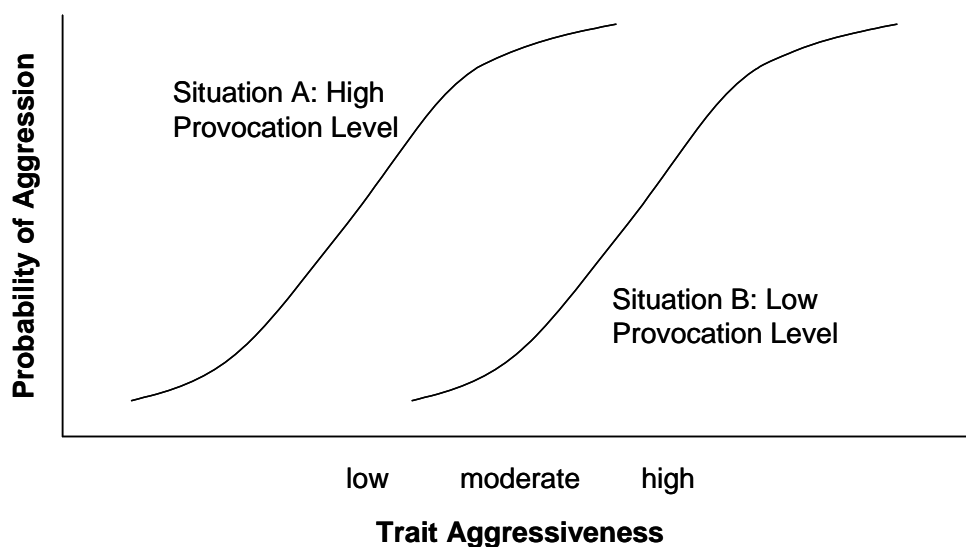 Probability of Aggression
Situation A: High
Provocation Level
Situation B: Low
Provocation Level
low moderate high
Trait Aggressiveness